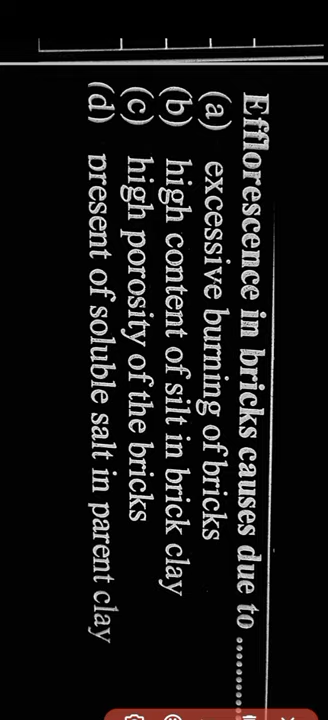 Efflorescence in bricks causes due to ...........
(a) excessive burning of bricks
(b) high content of silt in brick clay
(c) high porosity of the bricks
(d) present of soluble salt in parent clay